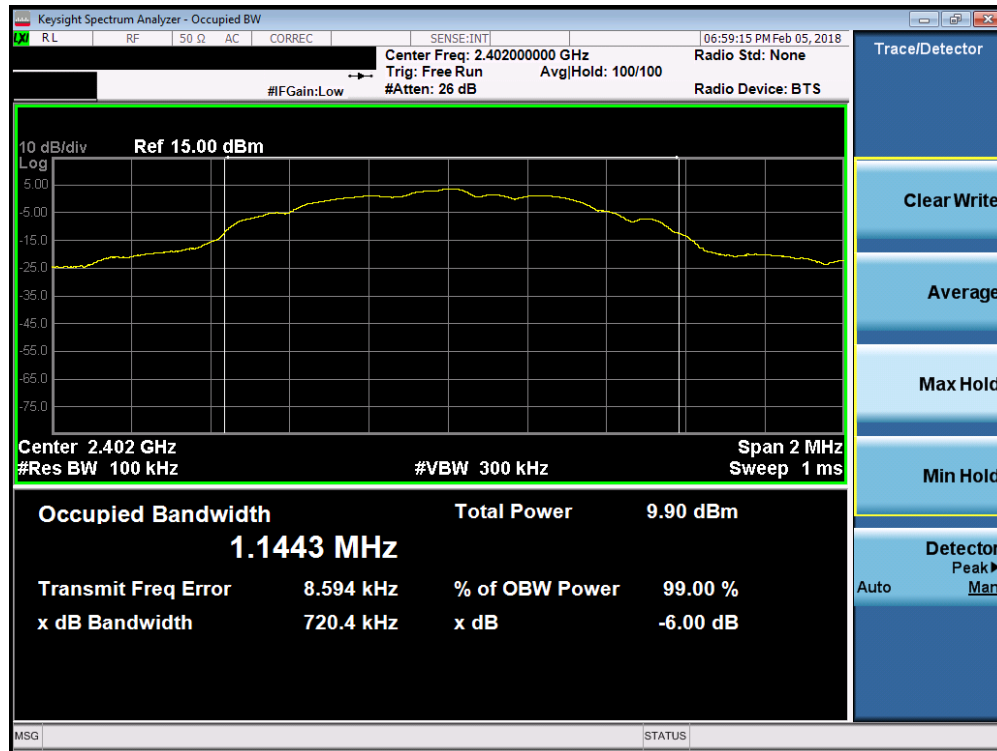 Keysight Spectrum Analyzer - Occupied BW
LXI RL RF 50 Ω AC CORREC SENSE:INT 06:59:15 PM Feb 05, 2018
Center Freq: 2.402000000 GHz Radio Std: None
Trig: Free Run Avg|Hold: 100/100
#IFGain:Low #Atten: 26 dB Radio Device: BTS
10 dB/div Ref 15.00 dBm
Log
5.00
-5.00
-15.0
-25.0
-35.0
-45.0
-55.0
-65.0
-75.0
Center 2.402 GHz Span 2 MHz
#Res BW 100 kHz #VBW 300 kHz Sweep 1 ms
Occupied Bandwidth Total Power 9.90 dBm
1.1443 MHz
Transmit Freq Error 8.594 kHz % of OBW Power 99.00 %
x dB Bandwidth 720.4 kHz x dB -6.00 dB
MSG STATUS
Trace/Detector
Clear Write
Average
Max Hold
Min Hold
Detector
Peak
Auto Man